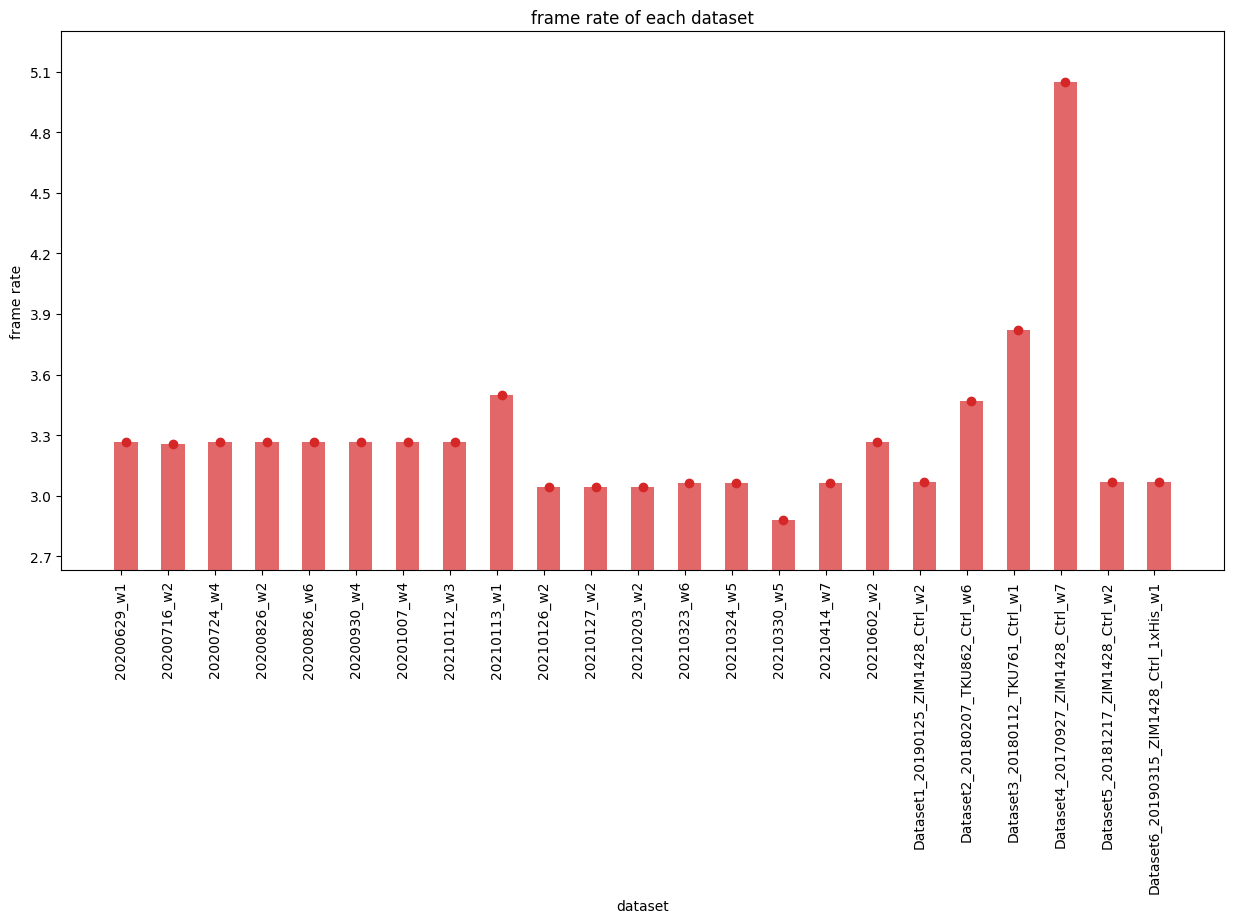 frame rate of each dataset
frame rate
5.1
4.8
4.5
4.2
3.9
3.6
3.3
3.0
2.7
20200629_w1
20200716_w2
20200724_w4
20200826_w2
20200826_w6
20200930_w4
20201007_w4
20210112_w3
20210113_w1
20210126_w2
20210127_w2
20210203_w2
20210323_w6
20210324_w5
20210330_w5
20210414_w7
20210602_w2
Dataset1_20190125_ZIM1428_Ctrl_w2
Dataset2_20180207_TKU862_Ctrl_w6
Dataset3_20180112_TKU761_Ctrl_w1
Dataset4_20170927_ZIM1428_Ctrl_w7
Dataset5_20181217_ZIM1428_Ctrl_w2
Dataset6_20190315_ZIM1428_Ctrl_1xHis_w1
dataset